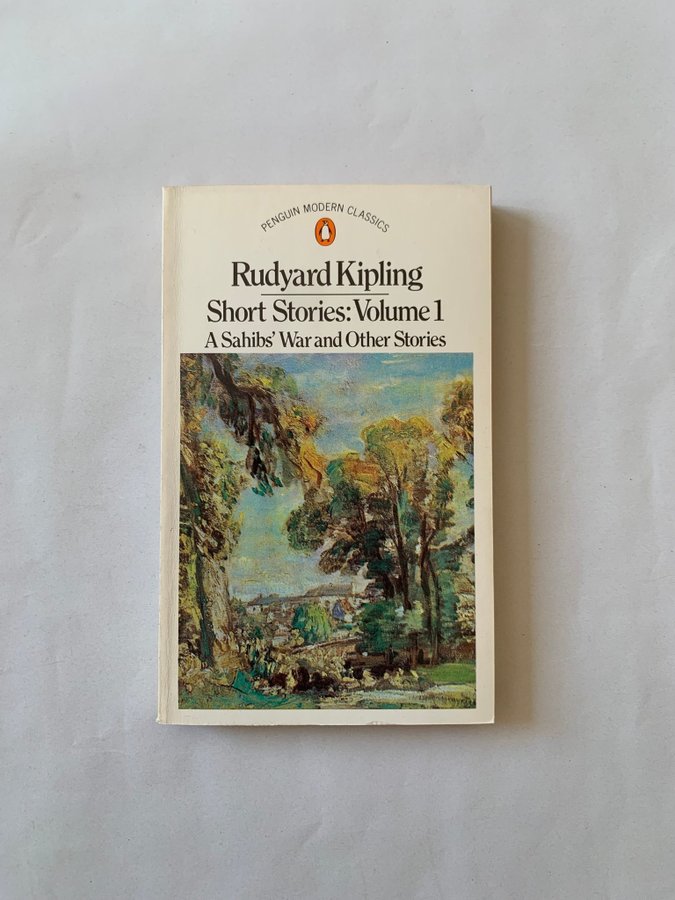 PENGUIN MODERN CLASSICS
Rudyard Kipling
Short Stories: Volume 1
A Sahibs' War and Other Stories